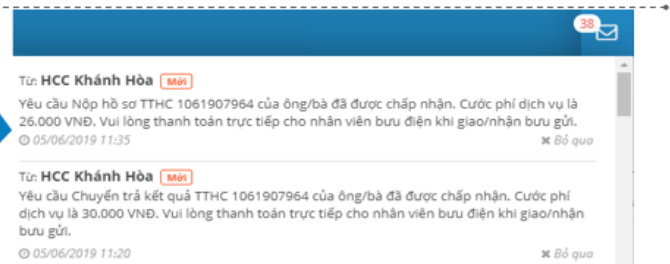 38
Từ: HCC Khánh Hòa Mới
Yêu cầu Nộp hồ sơ TTHC 1061907964 của ông/bà đã được chấp nhận. Cước phí dịch vụ là
26.000 VNĐ. Vui lòng thanh toán trực tiếp cho nhân viên bưu điện khi giao/nhận bưu gửi.
05/06/2019 11:35 Bỏ qua
Từ: HCC Khánh Hòa Mới
Yêu cầu Chuyển trả kết quả TTHC 1061907964 của ông/bà đã được chấp nhận. Cước phí
dịch vụ là 30.000 VNĐ. Vui lòng thanh toán trực tiếp cho nhân viên bưu điện khi giao/nhận
bưu gửi.
05/06/2019 11:20 Bỏ qua